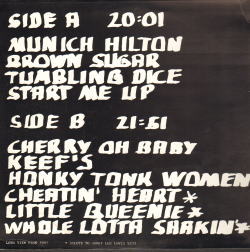 SIDE A 20:01
MUNICH HILTON
BROWN SUGAR
TUMBLING DICE
START ME UP
SIDE B 21:51
CHERRY OH BABY
KEEF'S
HONKY TONK WOMEN
CHEATIN' HEART*
LITTLE QUEENIE*
WHOLE LOTTA SHAKIN'*